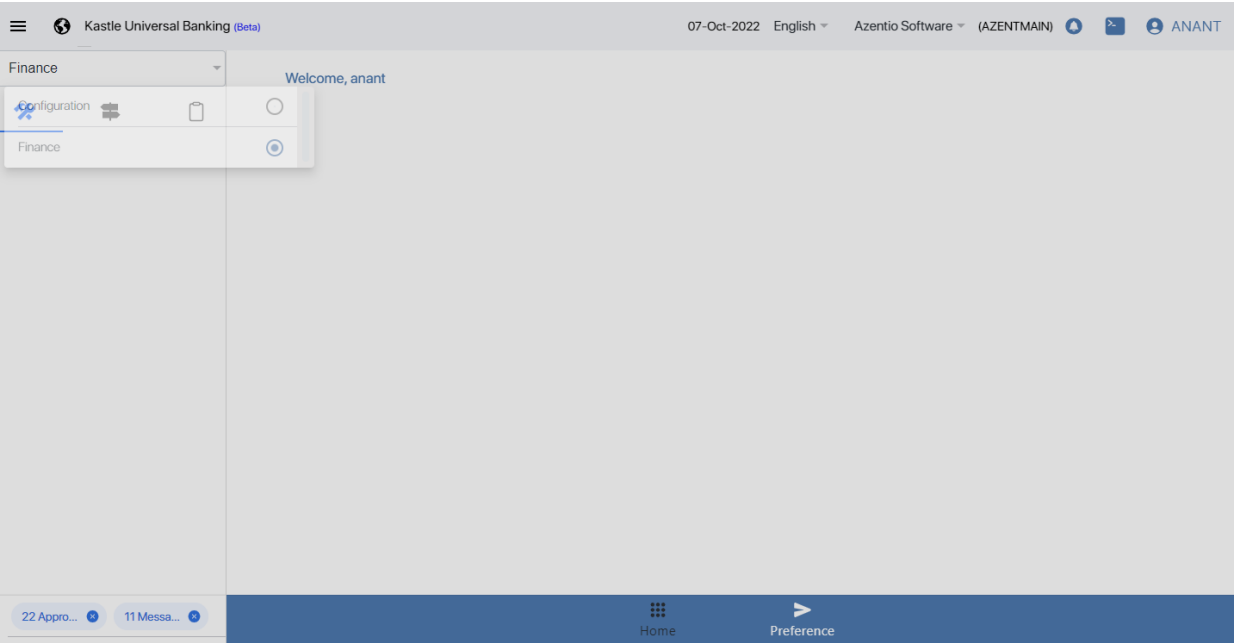 Kastle Universal Banking (Beta) 07-Oct-2022 English Azentio Software (AZENTMAIN) ANANT
Finance
Welcome, anant
Configuration
Finance
22 Appro... 11 Messa...
Home Preference